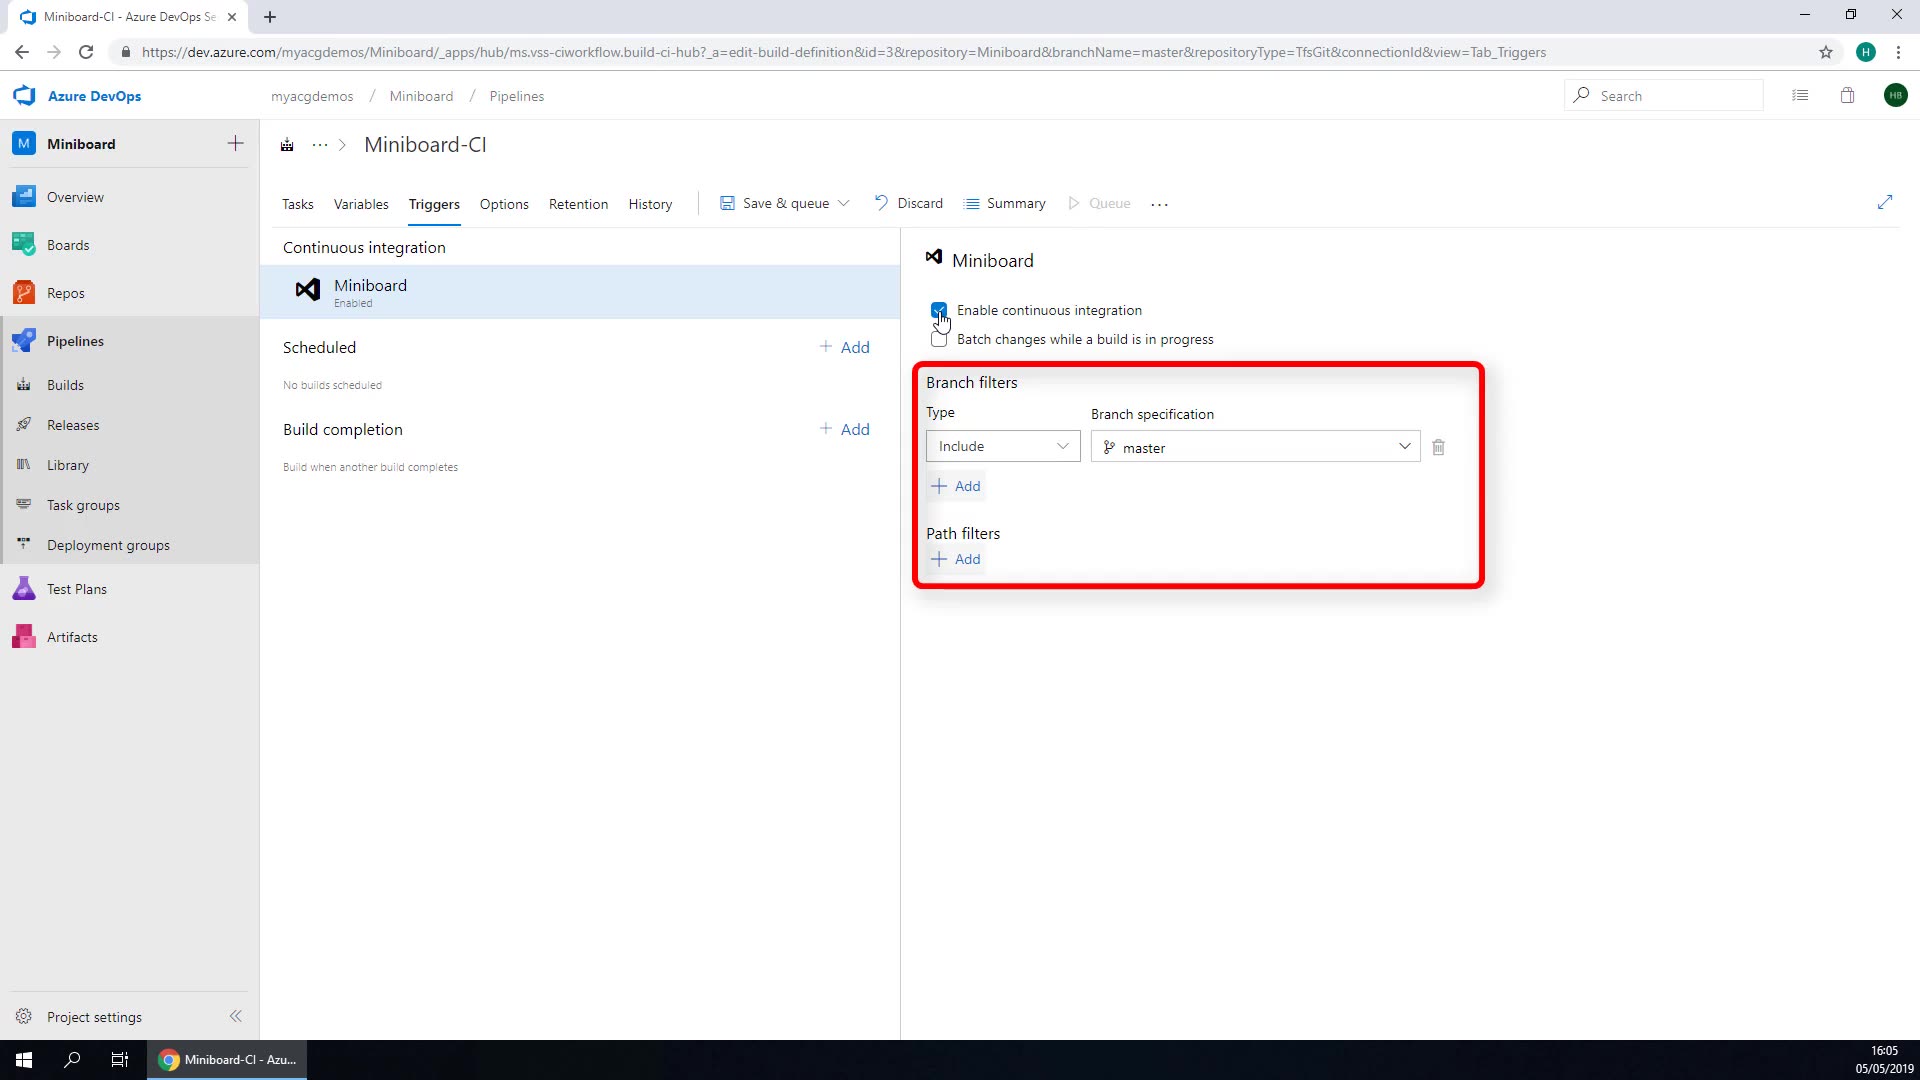 Miniboard-CI - Azure DevOps Se
https://dev.azure.com/myacgdemos/Miniboard/_apps/hub/ms.vss-ciworkflow.build-ci-hub?_a=edit-build-definition&id=3&repository=Miniboard&branchName=master&repositoryType=TfsGit&connectionId&view=Tab_Triggers
H
Azure DevOps
myacgdemos / Miniboard / Pipelines
Search
HB
M Miniboard
Overview
Boards
Repos
Pipelines
Builds
Releases
Library
Task groups
Deployment groups
Test Plans
Artifacts
Project settings
... > Miniboard-CI
Tasks Variables Triggers Options Retention History Save & queue Discard Summary Queue ...
Continuous integration
Miniboard
Enabled
Scheduled + Add
No builds scheduled
Build completion + Add
Build when another build completes
Miniboard
Enable continuous integration
Batch changes while a build is in progress
Branch filters
Type Branch specification
Include master
+ Add
Path filters
+ Add
Miniboard-CI - Azu...
16:05
05/05/2019